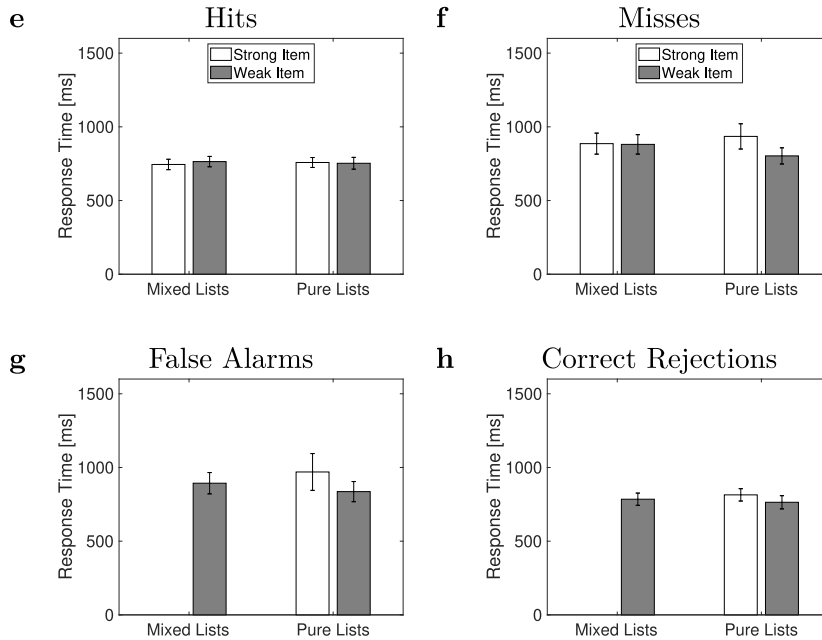 e
Hits
Response Time [ms]
1500
1000
500
0
Strong Item
Weak Item
Mixed Lists
Pure Lists
f
Misses
Response Time [ms]
1500
1000
500
0
Strong Item
Weak Item
Mixed Lists
Pure Lists
g
False Alarms
Response Time [ms]
1500
1000
500
0
Mixed Lists
Pure Lists
h
Correct Rejections
Response Time [ms]
1500
1000
500
0
Mixed Lists
Pure Lists